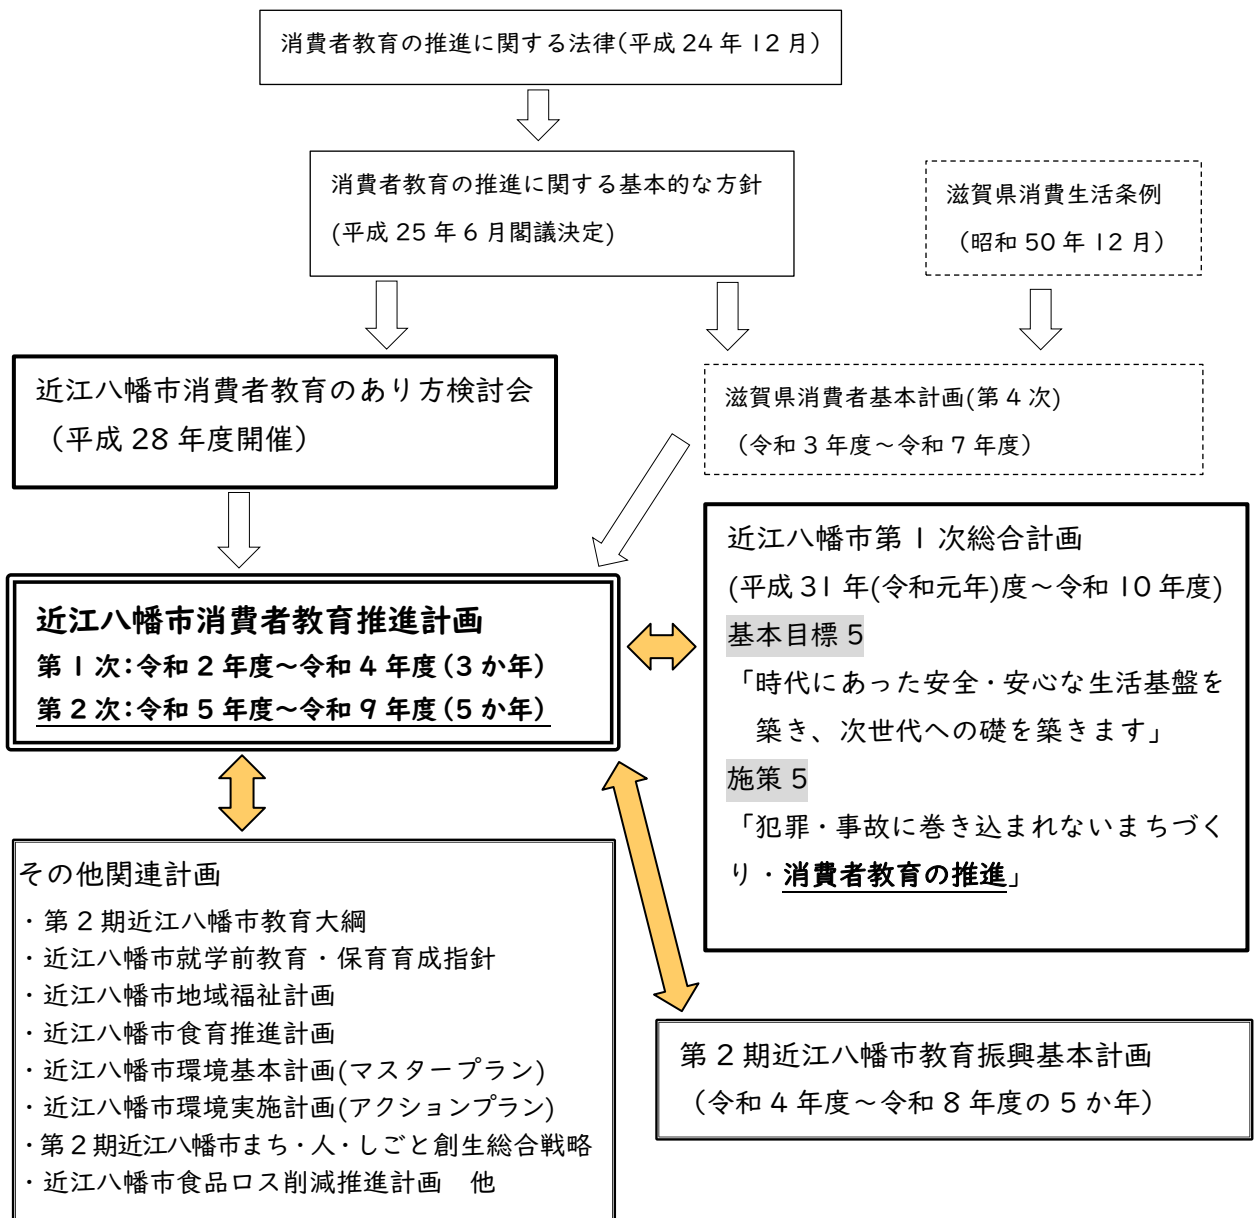 消費者教育の推進に関する法律(平成 24 年 12 月)
消費者教育の推進に関する基本的な方針
(平成 25 年 6 月閣議決定)
滋賀県消費生活条例
（昭和 50 年 12 月）
近江八幡市消費者教育のあり方検討会
（平成 28 年度開催）
滋賀県消費者基本計画(第 4 次)
（令和 3 年度～令和 7 年度）
近江八幡市消費者教育推進計画
第 1 次：令和 2 年度～令和 4 年度(3 か年)
第 2 次：令和 5 年度～令和 9 年度(5 か年)
近江八幡市第 1 次総合計画
(平成 31 年(令和元年)度～令和 10 年度)
基本目標 5
「時代にあった安全・安心な生活基盤を
築き、次世代への礎を築きます」
施策 5
「犯罪・事故に巻き込まれないまちづく
り・消費者教育の推進」
その他関連計画
・第 2 期近江八幡市教育大綱
・近江八幡市就学前教育・保育育成指針
・近江八幡市地域福祉計画
・近江八幡市食育推進計画
・近江八幡市環境基本計画(マスタープラン)
・近江八幡市環境実施計画(アクションプラン)
・第 2 期近江八幡市まち・人・しごと創生総合戦略
・近江八幡市食品ロス削減推進計画　他
第 2 期近江八幡市教育振興基本計画
（令和 4 年度～令和 8 年度の 5 か年）